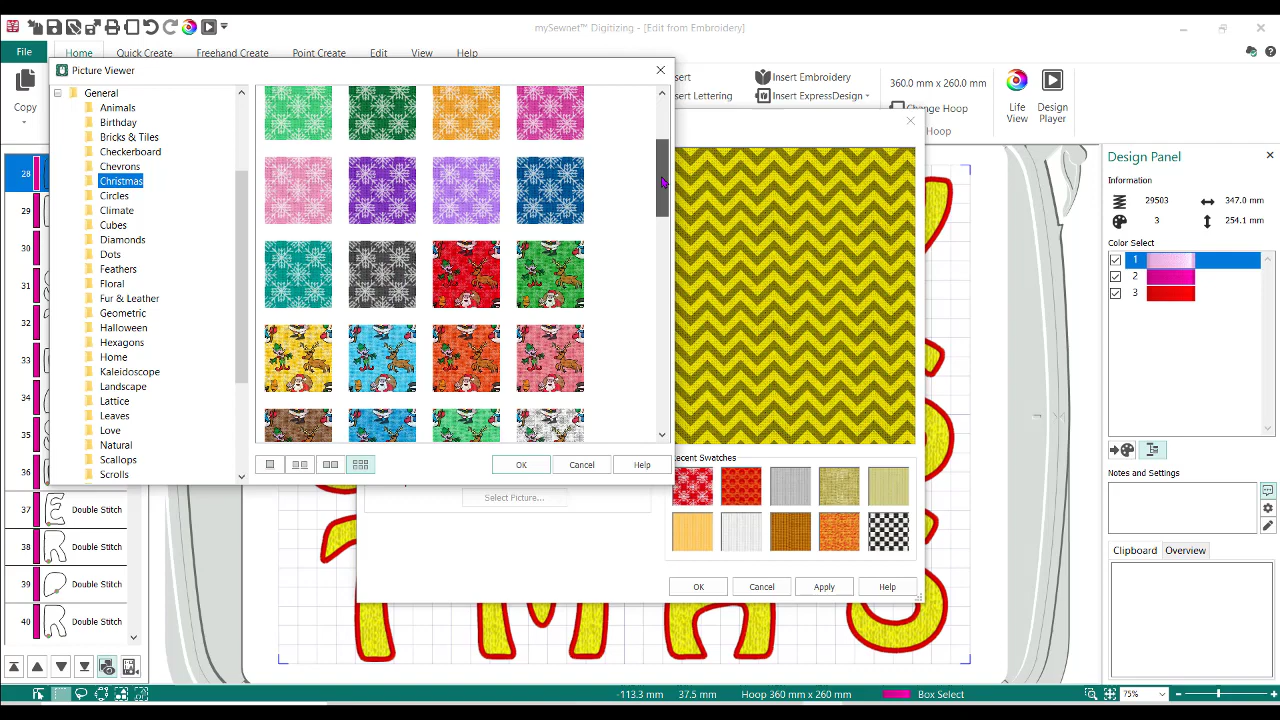 mySewnet™ Digitizing - [Edit from Embroidery]
File
Home
Quick Create
Freehand Create
Point Create
Edit
View
Help
Copy
Picture Viewer
sert
sert Lettering
Insert Embroidery
Insert ExpressDesign
360.0 mm x 260.0 mm
Change Hoop
Hoop
Life
View
Design
Player
General
Animals
Birthday
Bricks & Tiles
Checkerboard
Chevrons
Christmas
Circles
Climate
Cubes
Diamonds
Dots
Feathers
Floral
Fur & Leather
Geometric
Halloween
Hexagons
Home
Kaleidoscope
Landscape
Lattice
Leaves
Love
Natural
Scallops
Scrolls
OK
Cancel
Help
28
29
30
31
32
33
34
35
36
37
Double Stitch
38
Double Stitch
39
Double Stitch
40
Double Stitch
Select Picture...
Recent Swatches
OK
Cancel
Apply
Help
Design Panel
Information
29503
347.0 mm
3
254.1 mm
Color Select
1
2
3
Notes and Settings
Clipboard
Overview
-113.3 mm
37.5 mm
Hoop 360 mm x 260 mm
Box Select
75%